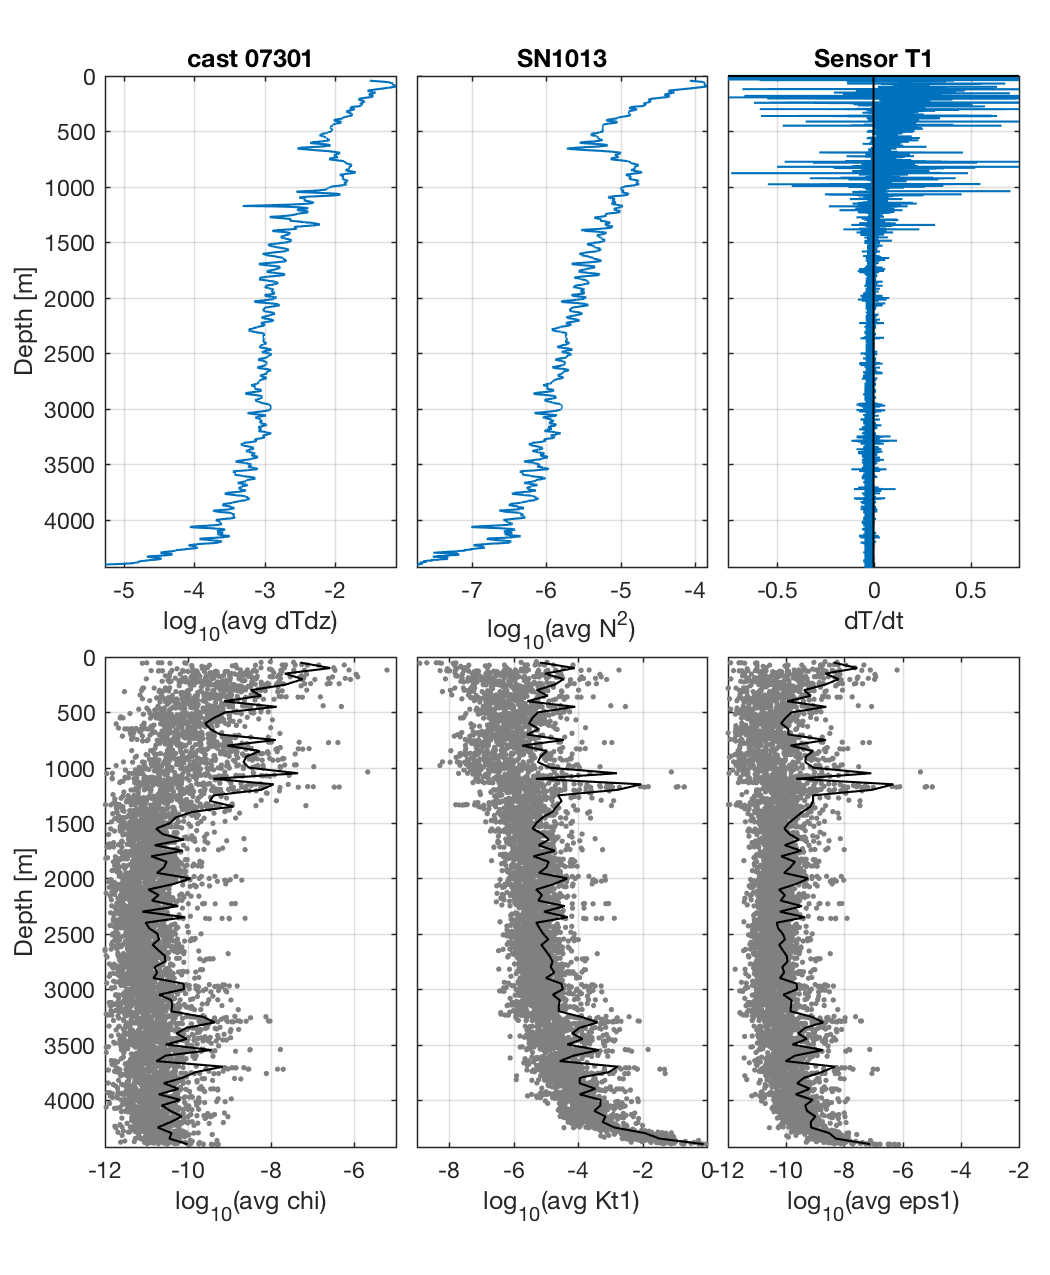 cast 07301
SN1013
Sensor T1
0
500
1000
1500
2000
2500
3000
3500
4000
Depth [m]
-5 -4 -3 -2
-7 -6 -5 -4
-0.5 0 0.5
log10(avg dTdz)
log10(avg N2)
dT/dt
0
500
1000
1500
2000
2500
3000
3500
4000
Depth [m]
-12 -10 -8 -6
-8 -6 -4 -2 0
-12 -10 -8 -6 -4 -2
log10(avg chi)
log10(avg Kt1)
log10(avg eps1)